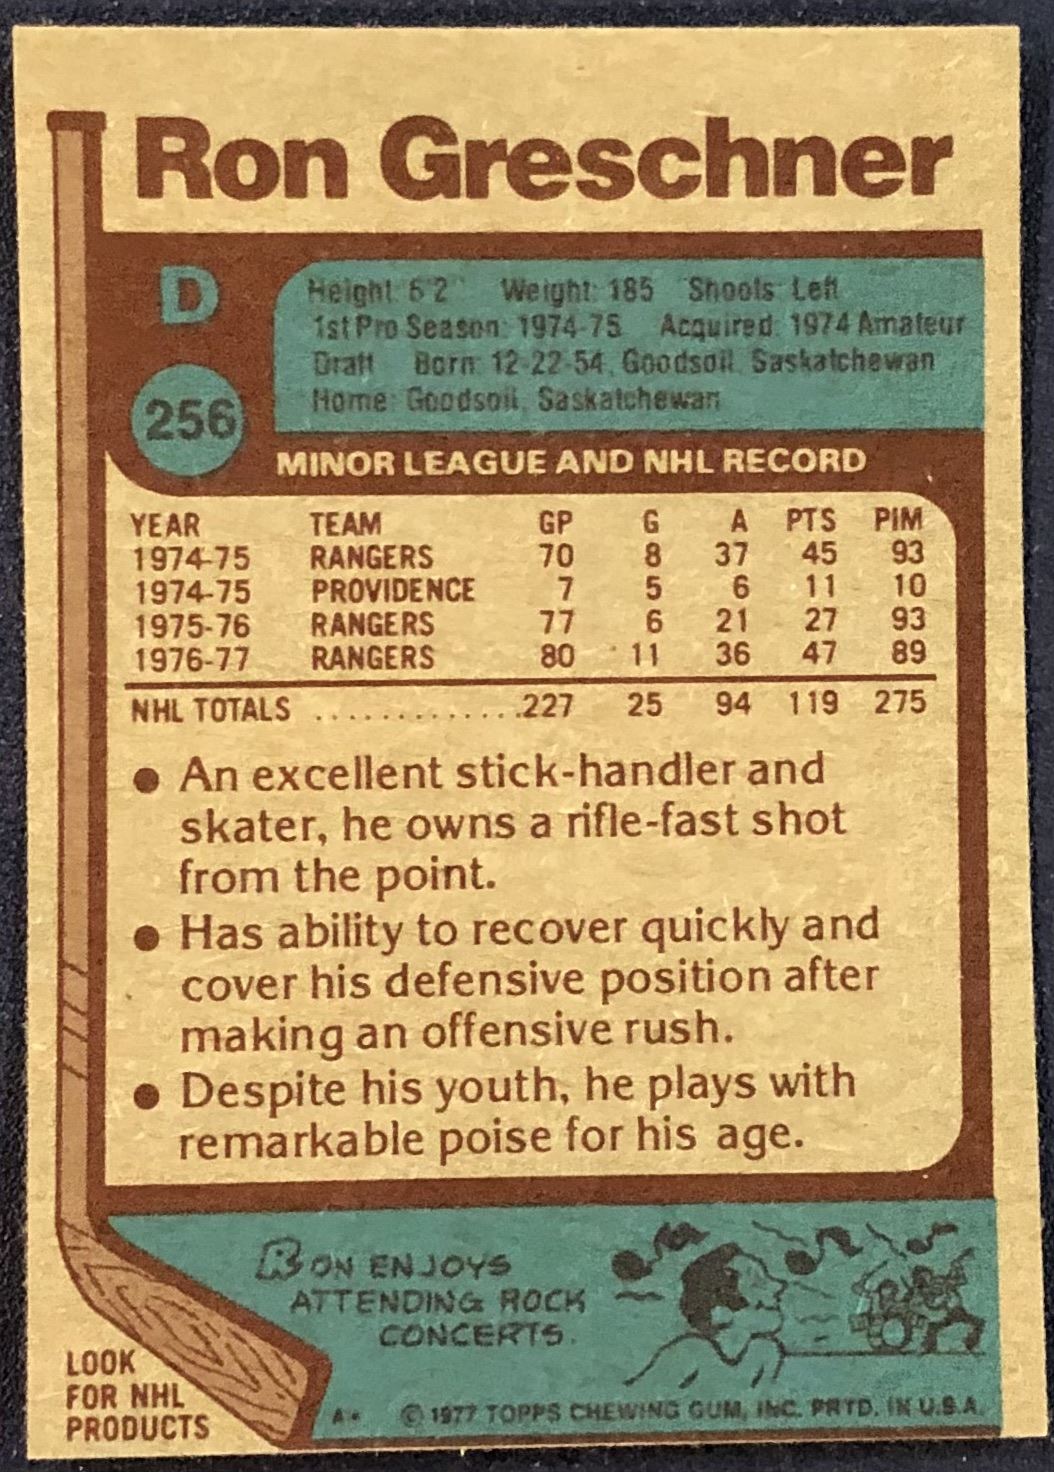 Ron Greschner
D
256
Height: 6'2" Weight: 185 Shoots: Left
1st Pro Season: 1974-75 Acquired: 1974 Amateur
Draft Born: 12-22-54, Goodsoil, Saskatchewan
Home: Goodsoil, Saskatchewan
MINOR LEAGUE AND NHL RECORD
YEAR TEAM GP G A PTS PIM
1974-75 RANGERS 70 8 37 45 93
1974-75 PROVIDENCE 7 5 6 11 10
1975-76 RANGERS 77 6 21 27 93
1976-77 RANGERS 80 11 36 47 89
NHL TOTALS ..............227 25 94 119 275
● An excellent stick-handler and
skater, he owns a rifle-fast shot
from the point.
● Has ability to recover quickly and
cover his defensive position after
making an offensive rush.
● Despite his youth, he plays with
remarkable poise for his age.
RON ENJOYS
ATTENDING ROCK
CONCERTS.
LOOK
FOR NHL
PRODUCTS
A* © 1977 TOPPS CHEWING GUM, INC. PRTD. IN U.S.A.